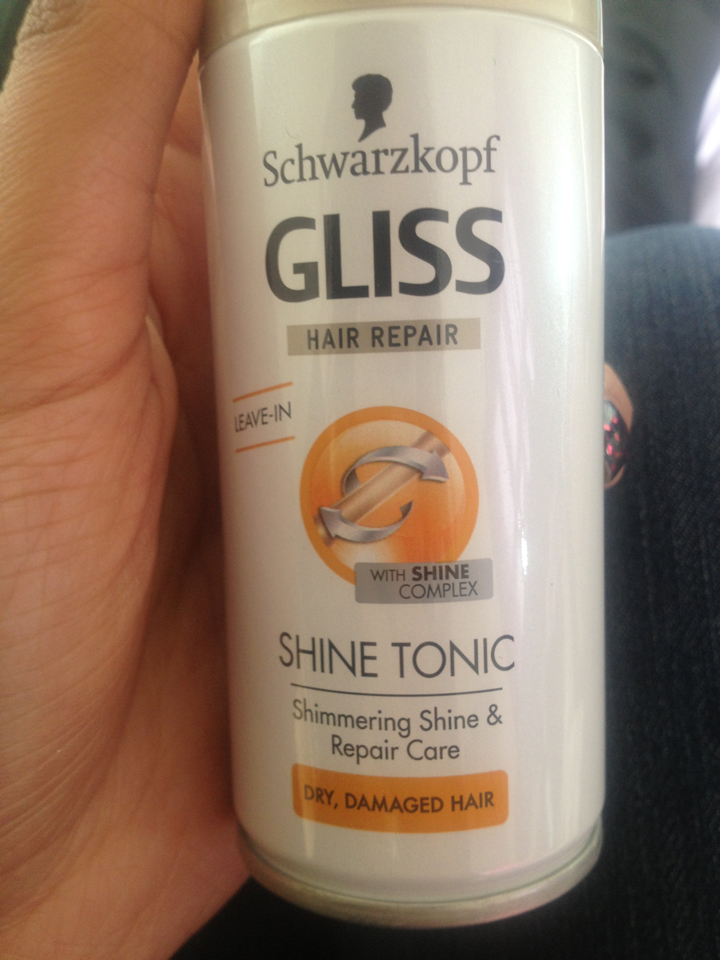 Schwarzkopf
GLISS
HAIR REPAIR
LEAVE-IN
WITH SHINE
COMPLEX
SHINE TONIC
Shimmering Shine &
Repair Care
DRY, DAMAGED HAIR